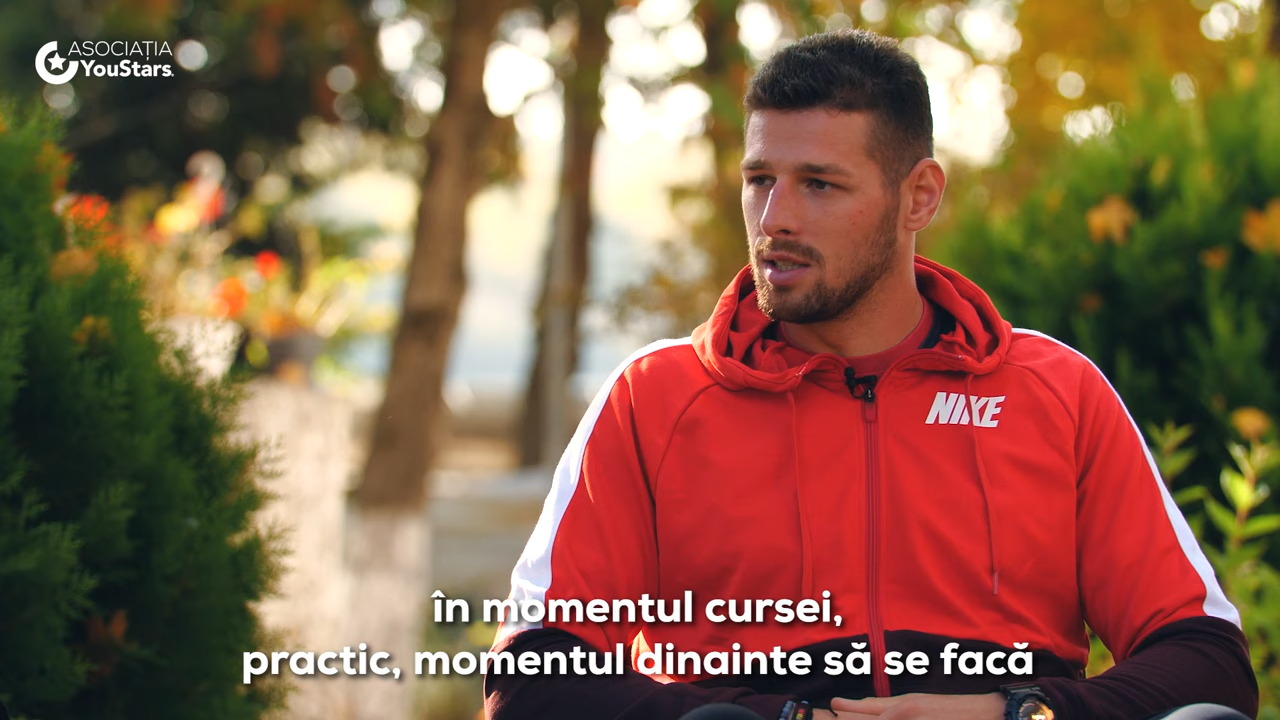 ASOCIAȚIA
YouStars.
NIKE
în momentul cursei,
practic, momentul dinainte să se facă